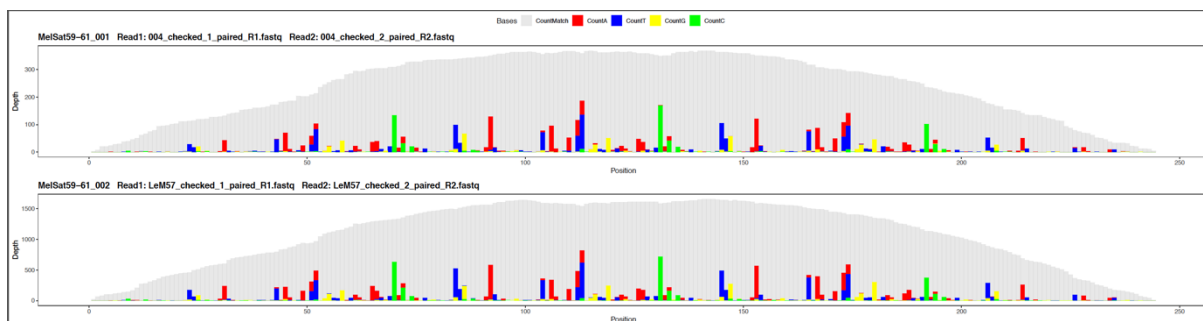 Bases CountMatch CountA CountT CountG CountC
MelSat59-61_001 Read1: 004_checked_1_paired_R1.fastq Read2: 004_checked_2_paired_R2.fastq
Depth
300
200
100
0
0 50 100 150 200 250
Position
MelSat59-61_002 Read1: LeM57_checked_1_paired_R1.fastq Read2: LeM57_checked_2_paired_R2.fastq
Depth
1500
1000
500
0
0 50 100 150 200 250
Position